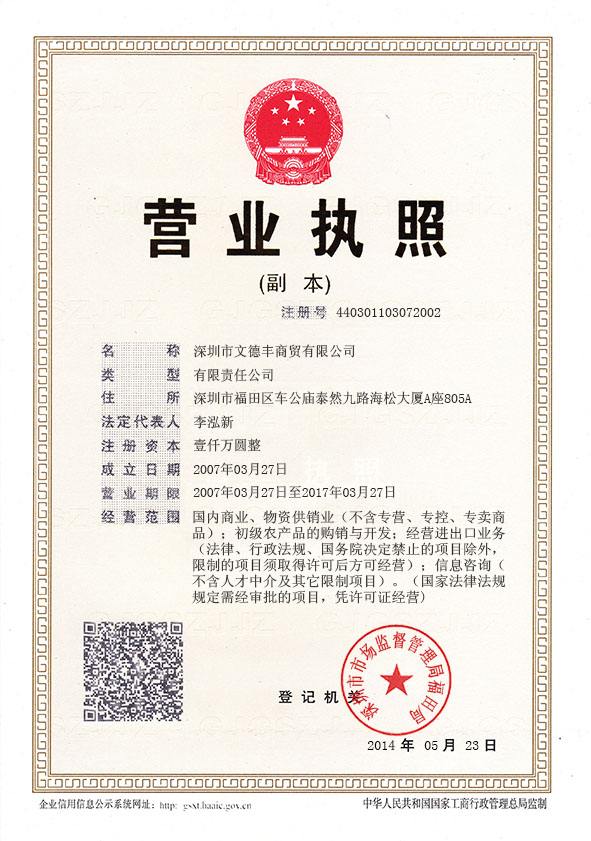 营业执照
(副 本)
注册号 440301103072002
名称 深圳市文德丰商贸有限公司
类型 有限责任公司
住所 深圳市福田区车公庙泰然九路海松大厦A座805A
法定代表人 李泓新
注册资本 壹仟万圆整
成立日期 2007年03月27日
营业期限 2007年03月27日至2017年03月27日
经营范围 国内商业、物资供销业（不含专营、专控、专卖商
品）；初级农产品的购销与开发；经营进出口业务
（法律、行政法规、国务院决定禁止的项目除外，
限制的项目须取得许可后方可经营）；信息咨询（
不含人才中介及其它限制项目）。（国家法律法规
规定需经审批的项目，凭许可证经营)
登记机关
深圳市市场监督管理局福田局
2014 年 05 月 23 日
企业信用信息公示系统网址: http: gsxt.haaic.gov.cn
中华人民共和国国家工商行政管理总局监制